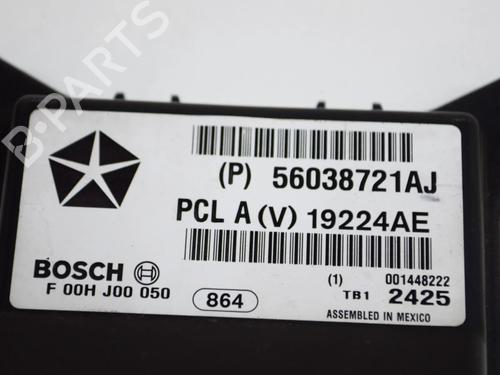 B-PARTS
(P) 56038721AJ
PCL A (V) 19224AE
BOSCH
F 00H J00 050
864
(1) 001448222
TB1 2425
ASSEMBLED IN MEXICO